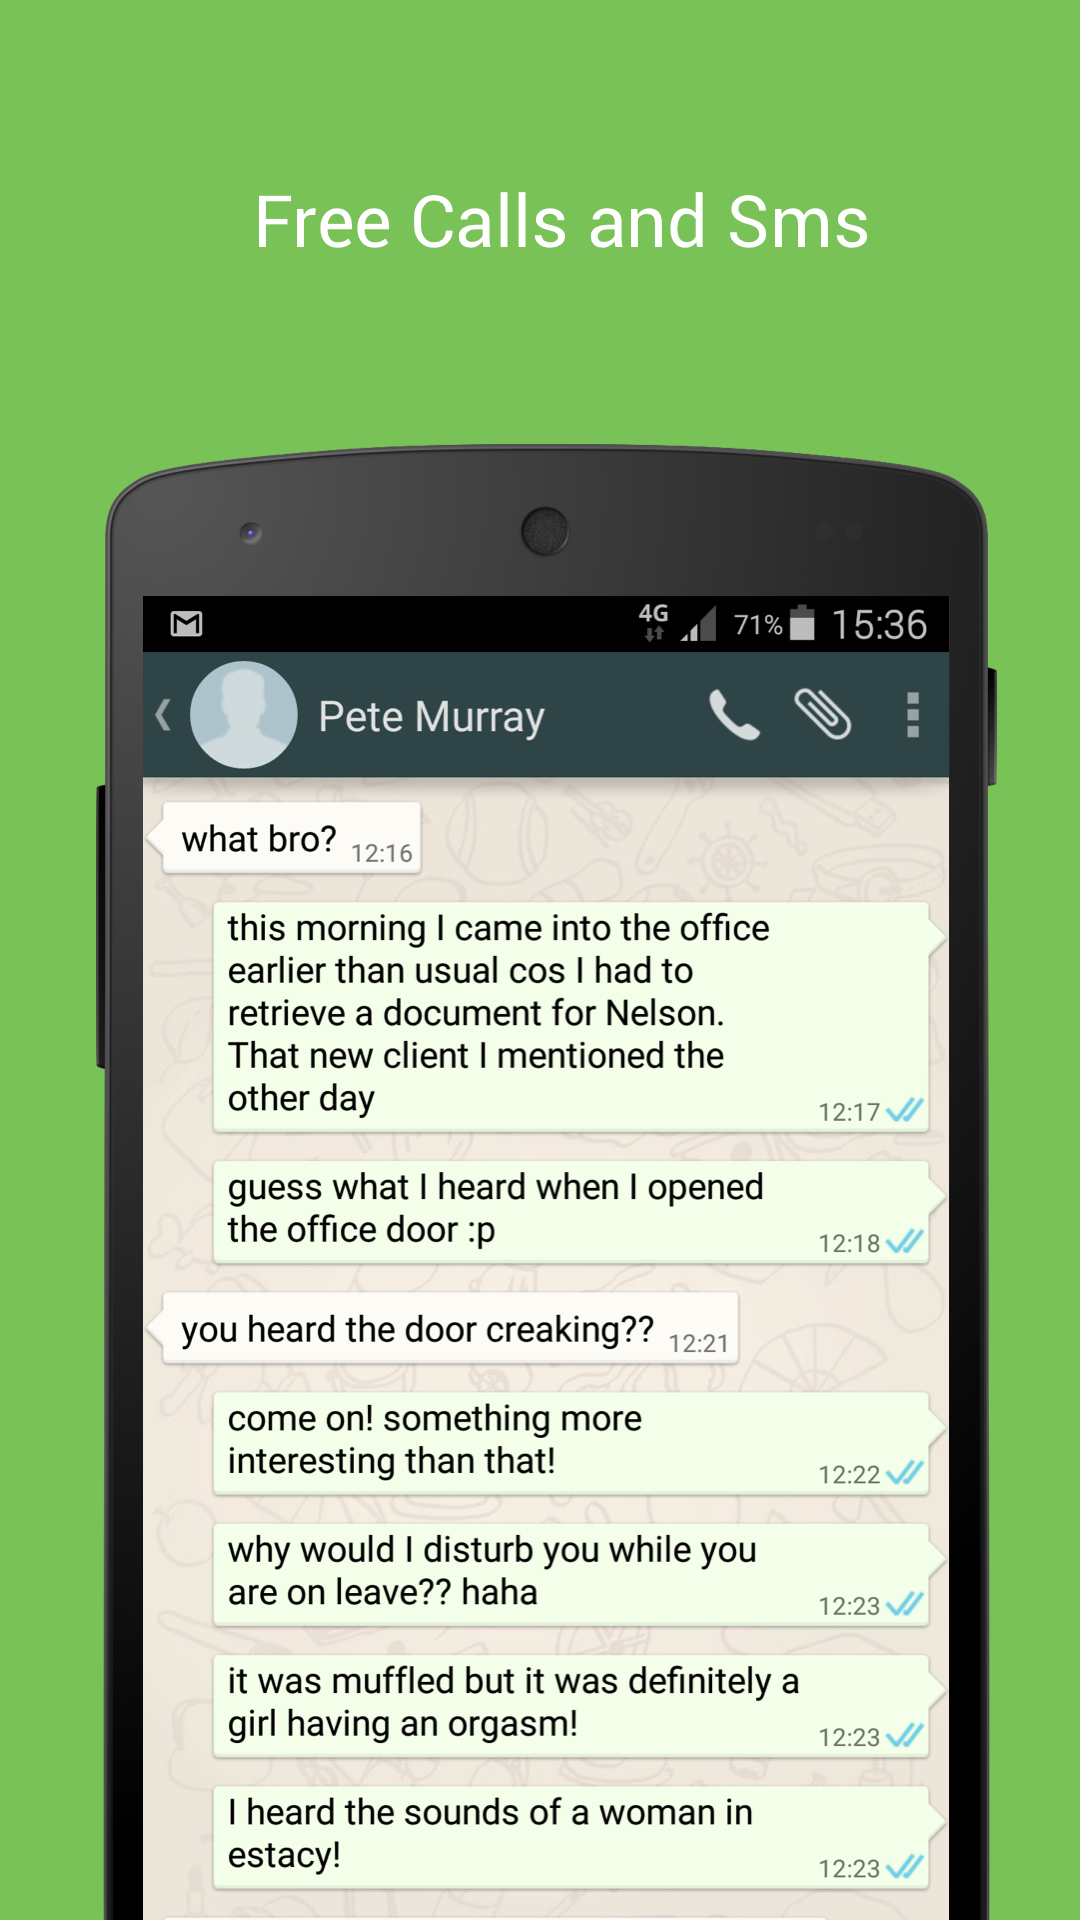 Free Calls and Sms
4G 71% 15:36
Pete Murray
what bro? 12:16
this morning I came into the office
earlier than usual cos I had to
retrieve a document for Nelson.
That new client I mentioned the
other day 12:17
guess what I heard when I opened
the office door :p 12:18
you heard the door creaking?? 12:21
come on! something more
interesting than that! 12:22
why would I disturb you while you
are on leave?? haha 12:23
it was muffled but it was definitely a
girl having an orgasm! 12:23
I heard the sounds of a woman in
estacy! 12:23